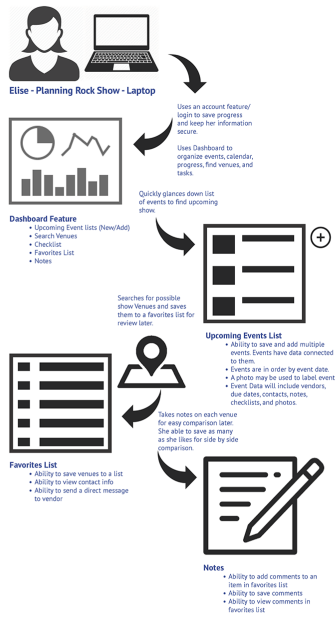 Elise - Planning Rock Show - Laptop
Uses an account feature/
login to save progress
and keep her information
secure.
Uses Dashboard to
organize events, calendar,
progress, find venues, and
tasks.
Quickly glances down list
of events to find upcoming
show.
Dashboard Feature
• Upcoming Event lists (New/Add)
• Search Venues
• Checklist
• Favorites List
• Notes
Searches for possible
show Venues and saves
them to a favorites list for
review later.
Upcoming Events List
• Ability to save and add multiple
events. Events have data connected
to them.
• Events are in order by event date.
• A photo may be used to label event
• Event Data will include vendors,
due dates, contacts, notes,
checklists, and photos.
Takes notes on each venue
for easy comparison later.
She able to save as many
as she likes for side by side
comparison.
Favorites List
• Ability to save venues to a list
• Ability to view contact info
• Ability to send a direct message
to vendor
Notes
• Ability to add comments to an
item in favorites list
• Ability to save comments
• Ability to view comments in
favorites list